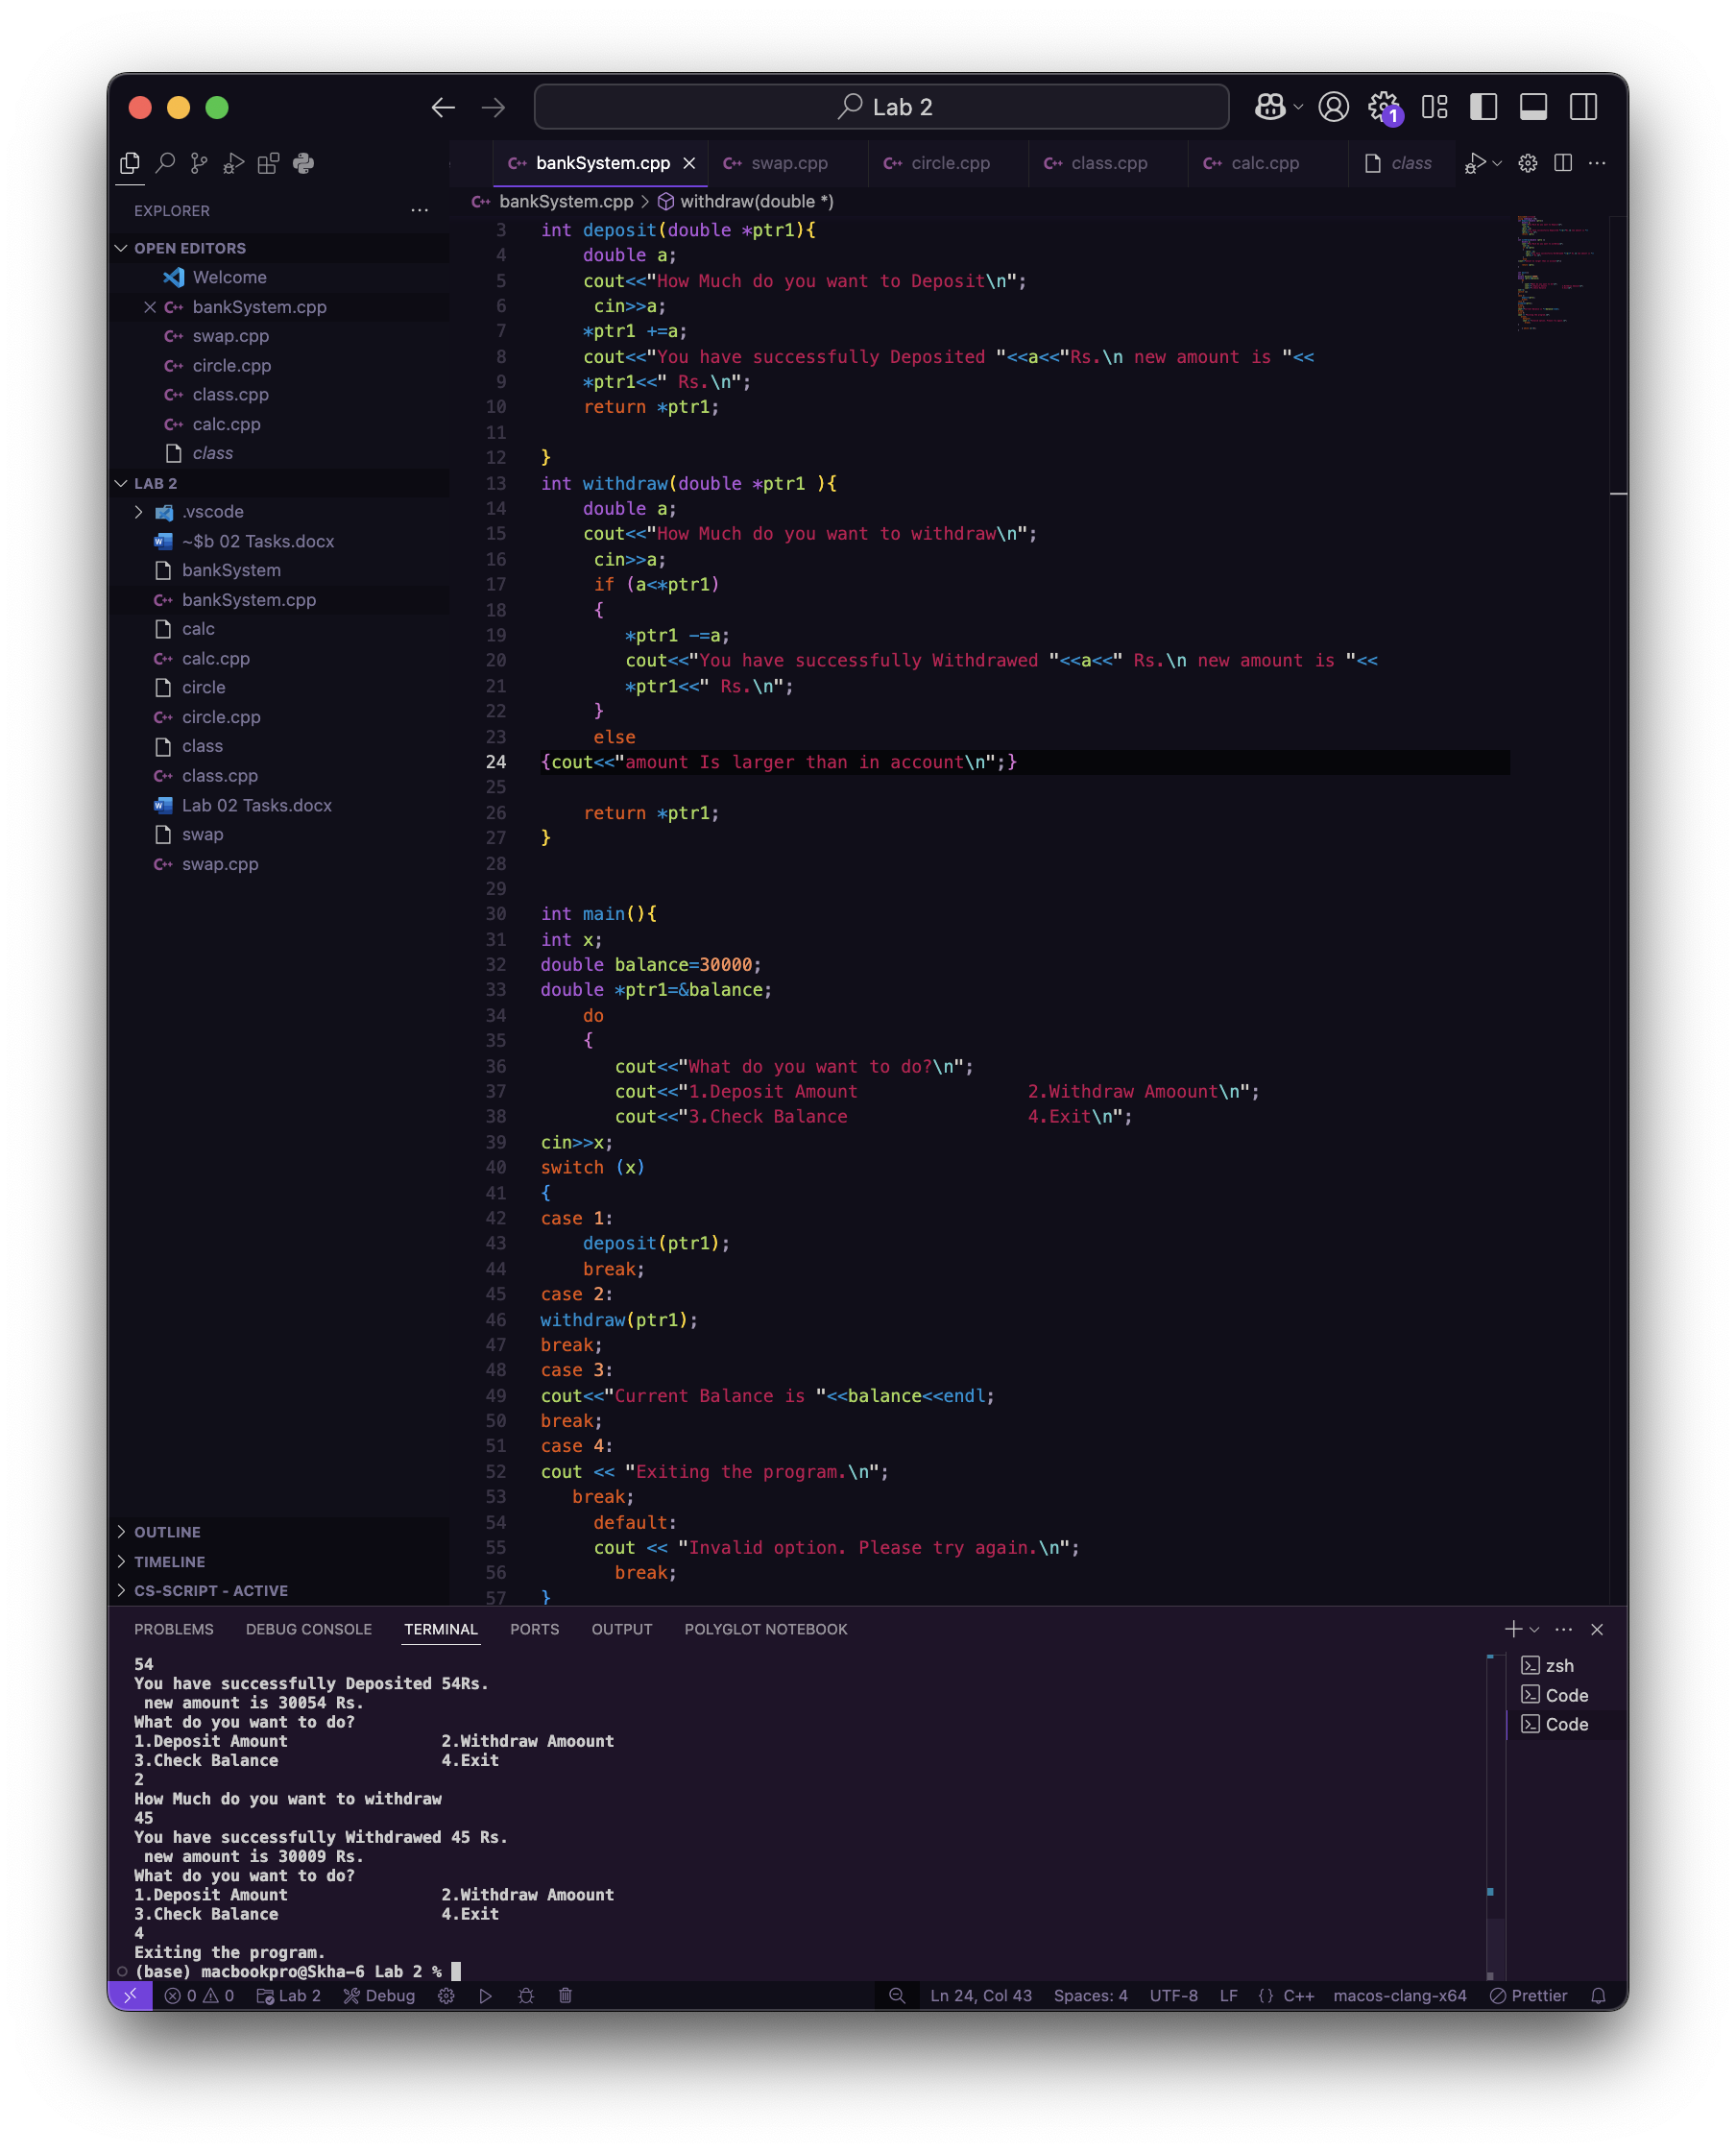 Lab 2
1
bankSystem.cpp
swap.cpp
circle.cpp
class.cpp
calc.cpp
class
EXPLORER
OPEN EDITORS
Welcome
bankSystem.cpp
swap.cpp
circle.cpp
class.cpp
calc.cpp
class
LAB 2
.vscode
~$b 02 Tasks.docx
bankSystem
bankSystem.cpp
calc
calc.cpp
circle
circle.cpp
class
class.cpp
Lab 02 Tasks.docx
swap
swap.cpp
OUTLINE
TIMELINE
CS-SCRIPT - ACTIVE
bankSystem.cpp > withdraw(double *)
3 int deposit(double *ptr1){
4     double a;
5     cout<<"How Much do you want to Deposit\n";
6      cin>>a;
7     *ptr1 +=a;
8     cout<<"You have successfully Deposited "<<a<<"Rs.\n new amount is "<<
9     *ptr1<<" Rs.\n";
10     return *ptr1;
11
12 }
13 int withdraw(double *ptr1 ){
14     double a;
15     cout<<"How Much do you want to withdraw\n";
16      cin>>a;
17      if (a<*ptr1)
18      {
19         *ptr1 -=a;
20         cout<<"You have successfully Withdrawed "<<a<<" Rs.\n new amount is "<<
21         *ptr1<<" Rs.\n";
22      }
23      else
24 {cout<<"amount Is larger than in account\n";}
25
26     return *ptr1;
27 }
28
29
30 int main(){
31 int x;
32 double balance=30000;
33 double *ptr1=&balance;
34     do
35     {
36        cout<<"What do you want to do?\n";
37        cout<<"1.Deposit Amount                2.Withdraw Amoount\n";
38        cout<<"3.Check Balance                 4.Exit\n";
39 cin>>x;
40 switch (x)
41 {
42 case 1:
43     deposit(ptr1);
44     break;
45 case 2:
46 withdraw(ptr1);
47 break;
48 case 3:
49 cout<<"Current Balance is "<<balance<<endl;
50 break;
51 case 4:
52 cout << "Exiting the program.\n";
53    break;
54      default:
55      cout << "Invalid option. Please try again.\n";
56        break;
57 }
PROBLEMS DEBUG CONSOLE TERMINAL PORTS OUTPUT POLYGLOT NOTEBOOK
54
You have successfully Deposited 54Rs.
 new amount is 30054 Rs.
What do you want to do?
1.Deposit Amount                2.Withdraw Amoount
3.Check Balance                 4.Exit
2
How Much do you want to withdraw
45
You have successfully Withdrawed 45 Rs.
 new amount is 30009 Rs.
What do you want to do?
1.Deposit Amount                2.Withdraw Amoount
3.Check Balance                 4.Exit
4
Exiting the program.
(base) macbookpro@Skha-6 Lab 2 %
zsh
Code
Code
0 0 Lab 2 Debug Ln 24, Col 43 Spaces: 4 UTF-8 LF {} C++ macos-clang-x64 Prettier